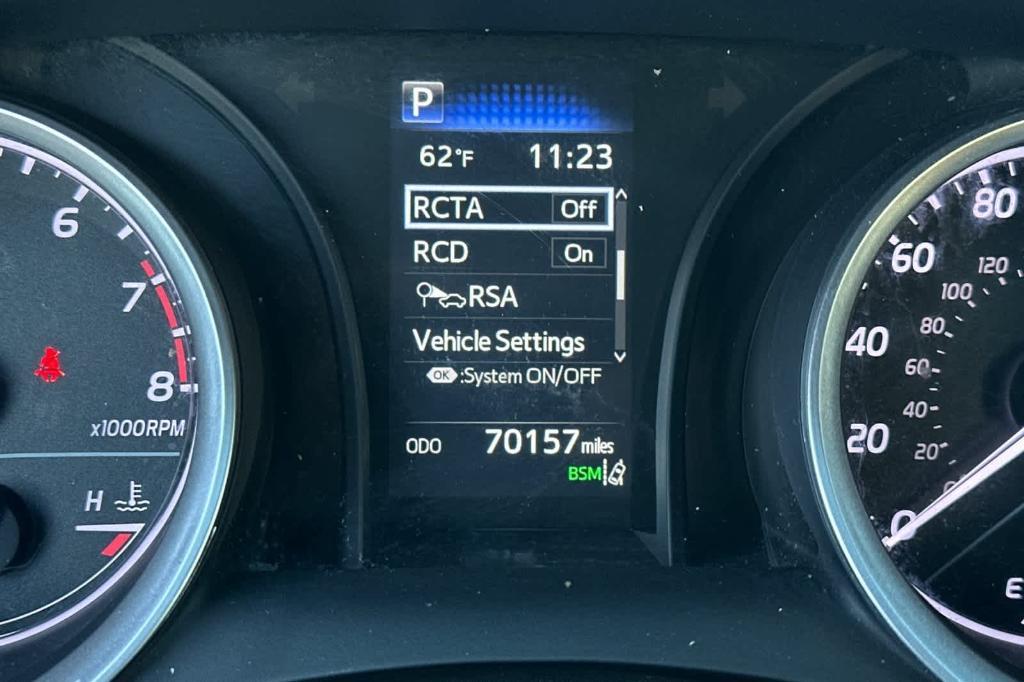 P
62°F 11:23
RCTA Off
RCD On
RSA
Vehicle Settings
OK :System ON/OFF
ODO 70157 miles
BSM
6
7
8
x1000RPM
H
80
60
40
20
0
120
100
80
60
40
20
0
E